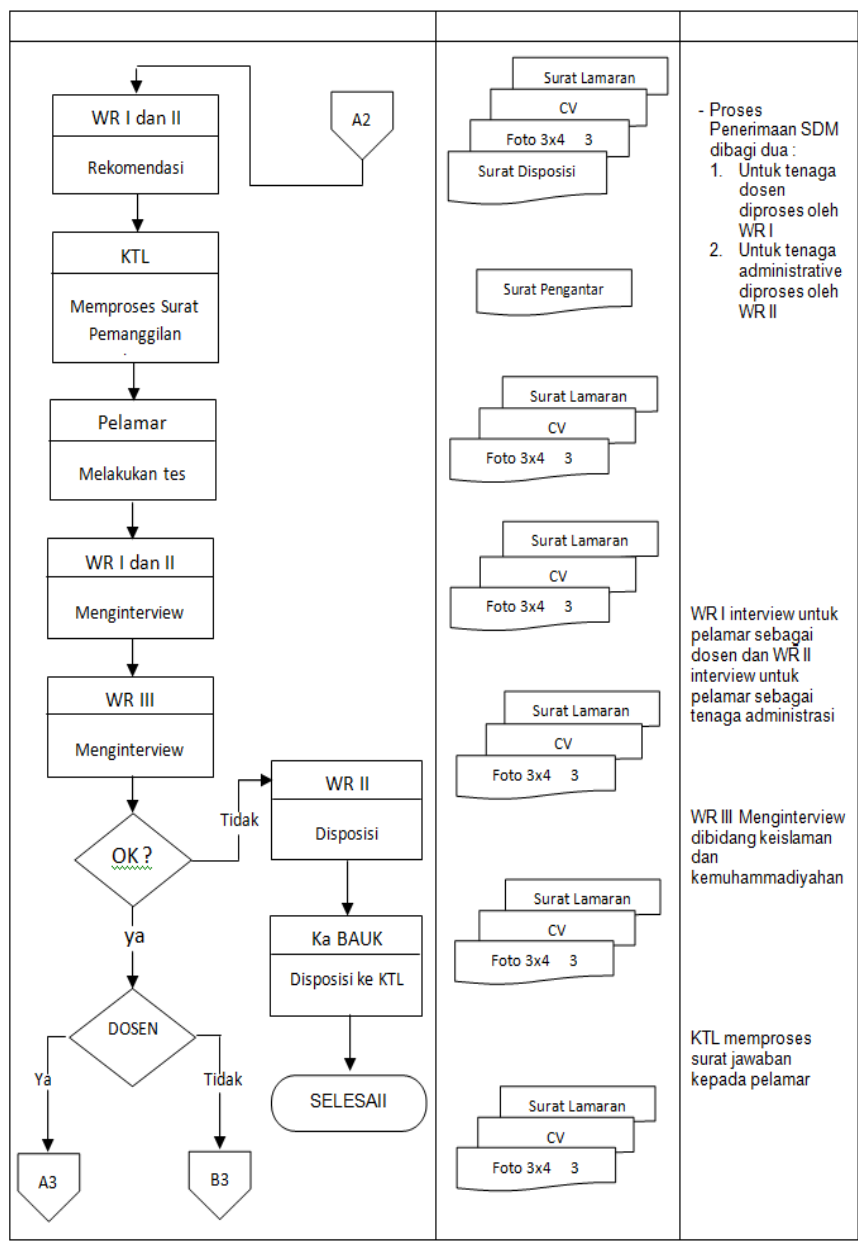 WR I dan II
Rekomendasi
A2
KTL
Memproses Surat
Pemanggilan
Pelamar
Melakukan tes
WR I dan II
Menginterview
WR III
Menginterview
OK ?
Tidak
ya
WR II
Disposisi
Ka BAUK
Disposisi ke KTL
SELESAII
DOSEN
Ya
Tidak
A3
B3
Surat Lamaran
CV
Foto 3x4 3
Surat Disposisi
Surat Pengantar
Surat Lamaran
CV
Foto 3x4 3
Surat Lamaran
CV
Foto 3x4 3
Surat Lamaran
CV
Foto 3x4 3
Surat Lamaran
CV
Foto 3x4 3
Surat Lamaran
CV
Foto 3x4 3
- Proses
Penerimaan SDM
dibagi dua :
1. Untuk tenaga
dosen
diproses oleh
WR I
2. Untuk tenaga
administrative
diproses oleh
WR II
WR I interview untuk
pelamar sebagai
dosen dan WR II
interview untuk
pelamar sebagai
tenaga administrasi
WR III Menginterview
dibidang keislaman
dan
kemuhammadiyahan
KTL memproses
surat jawaban
kepada pelamar